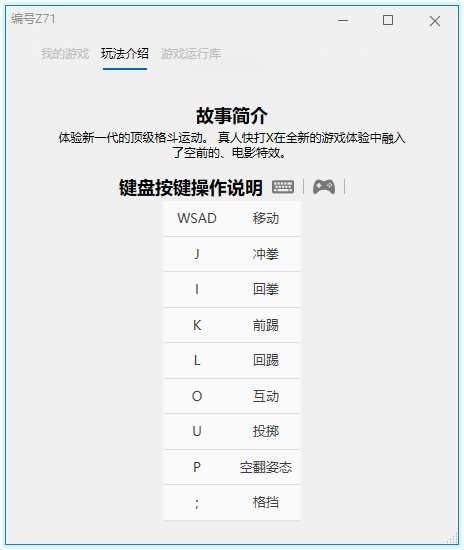 编号Z71
我的游戏 玩法介绍 游戏运行库
故事简介
体验新一代的顶级格斗运动。 真人快打X在全新的游戏体验中融入
了空前的、电影特效。
键盘按键操作说明
WSAD 移动
J 冲拳
I 回拳
K 前踢
L 回踢
O 互动
U 投掷
P 空翻姿态
; 格挡